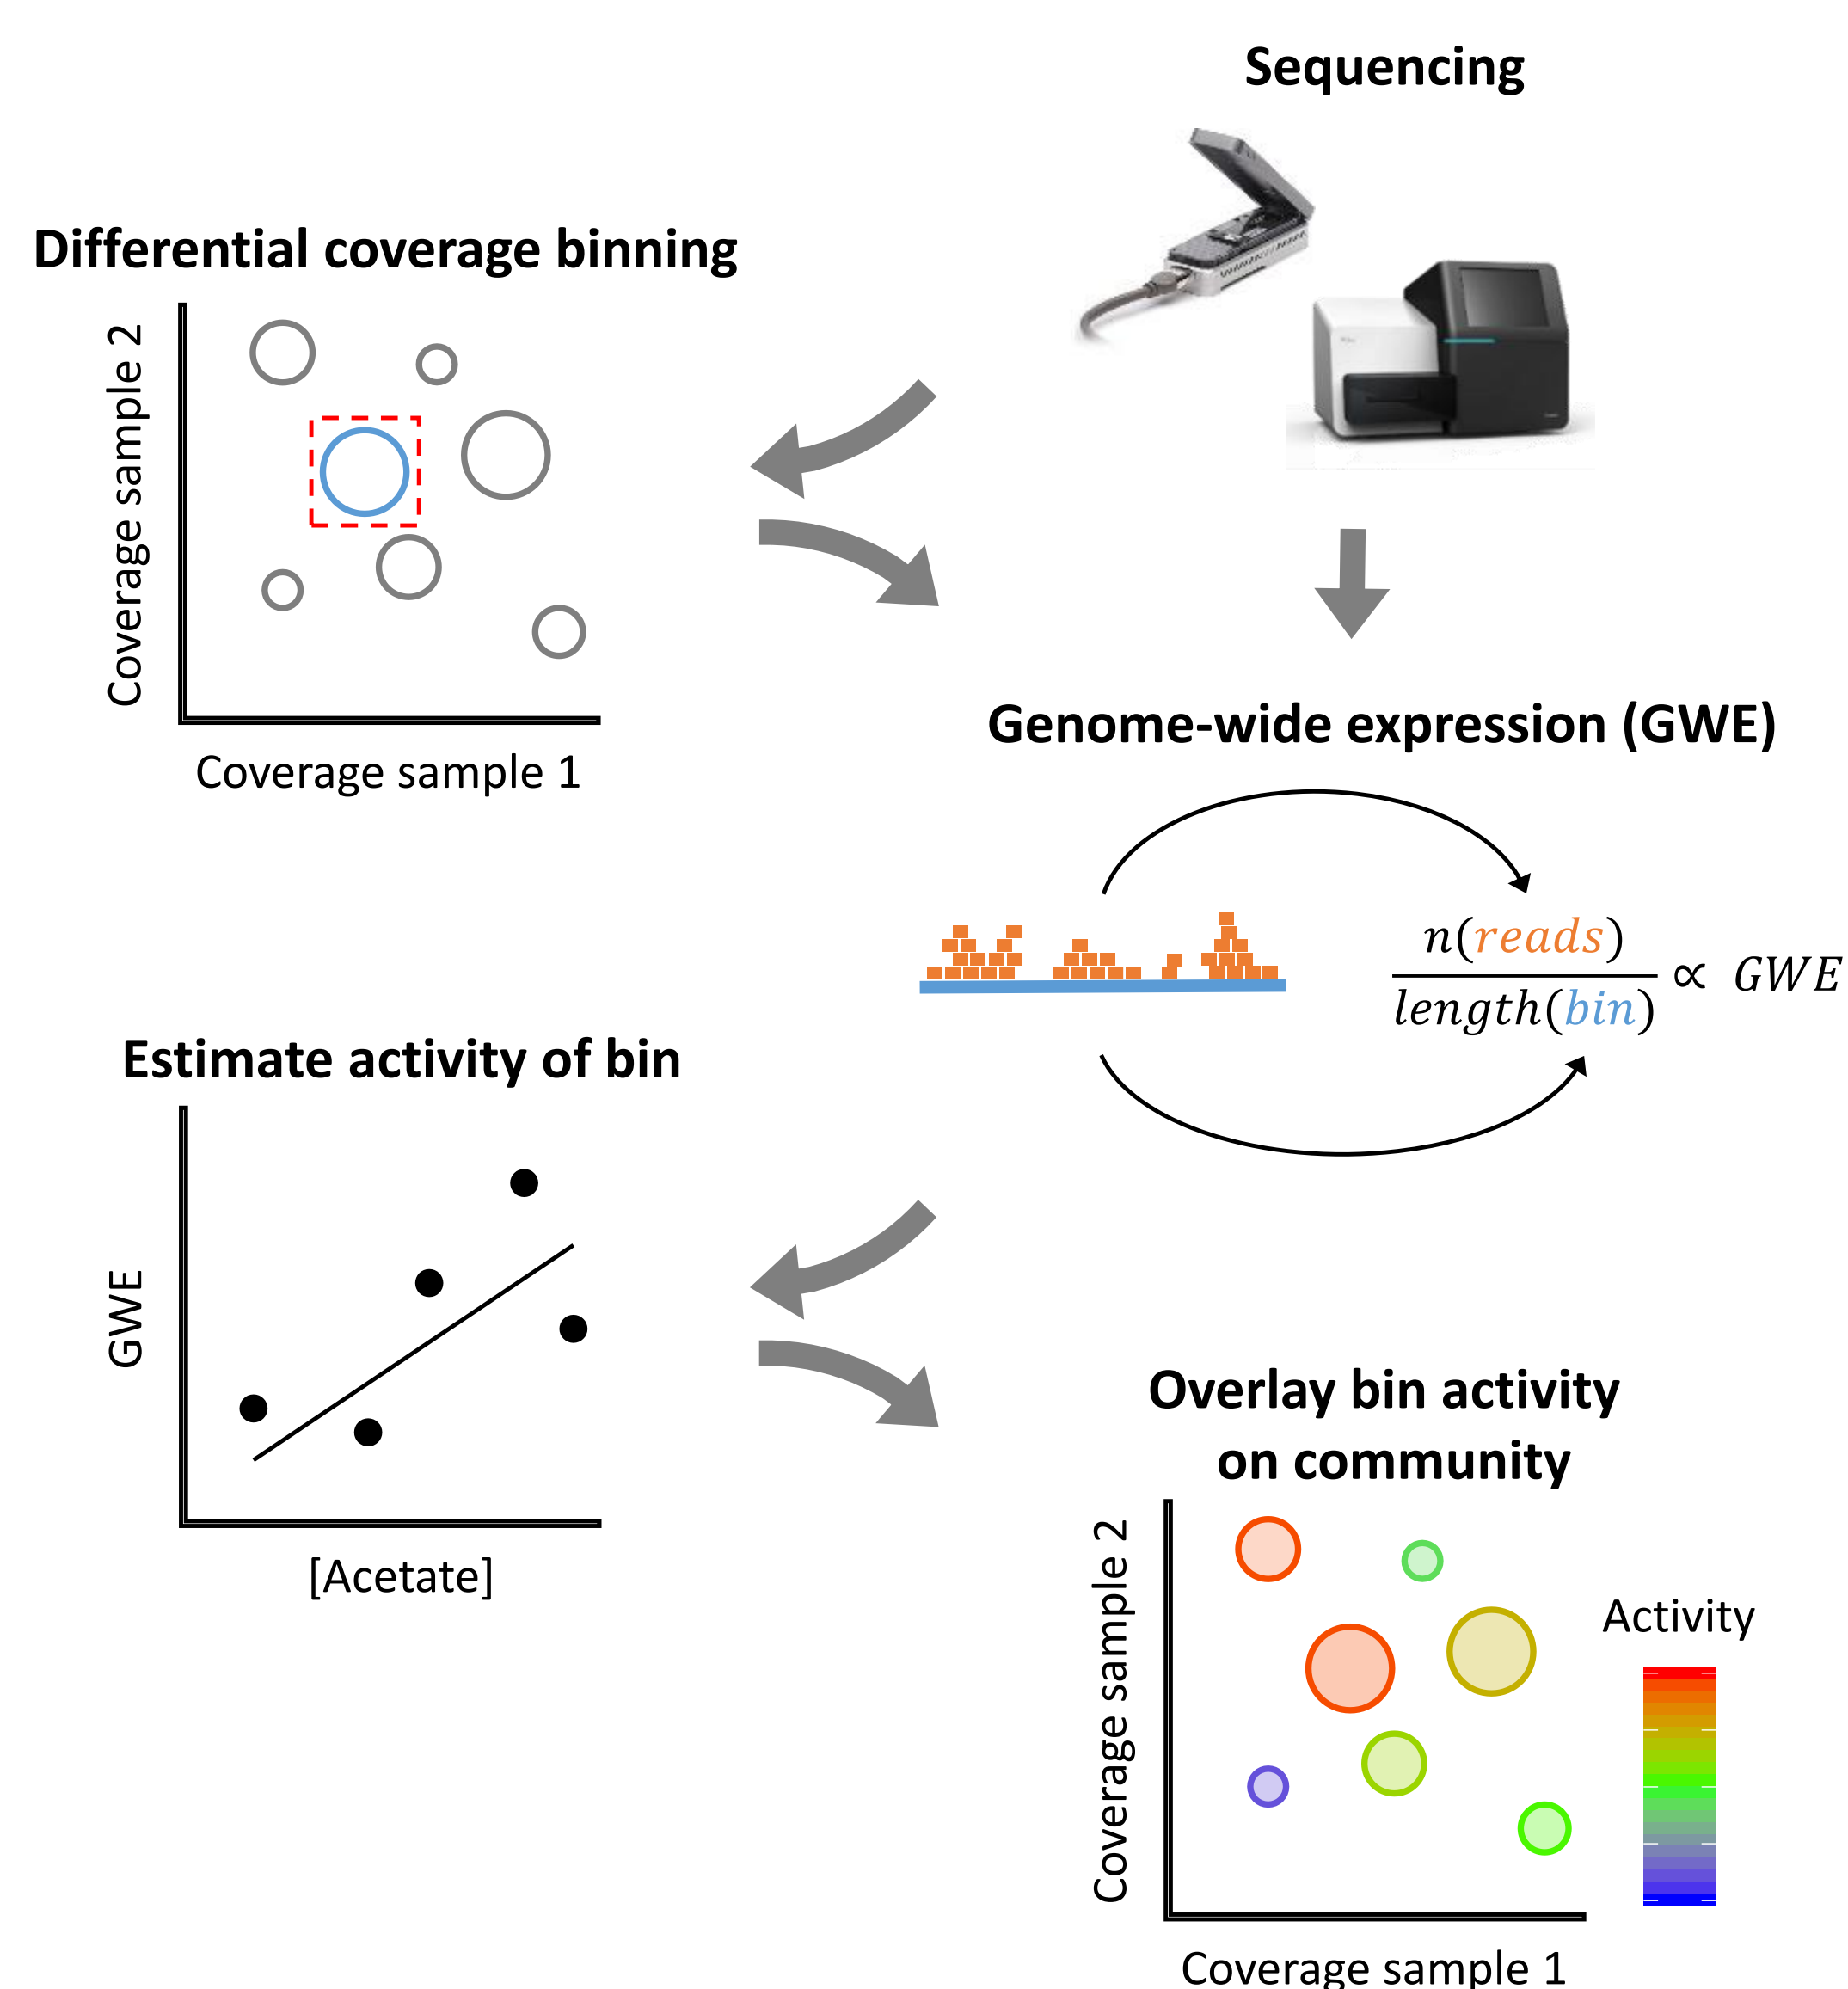 Sequencing
Differential coverage binning
Coverage sample 2
Coverage sample 1
Genome-wide expression (GWE)
n(reads)
length(bin)
∝ GWE
Estimate activity of bin
GWE
[Acetate]
Overlay bin activity
on community
Coverage sample 2
Activity
Coverage sample 1